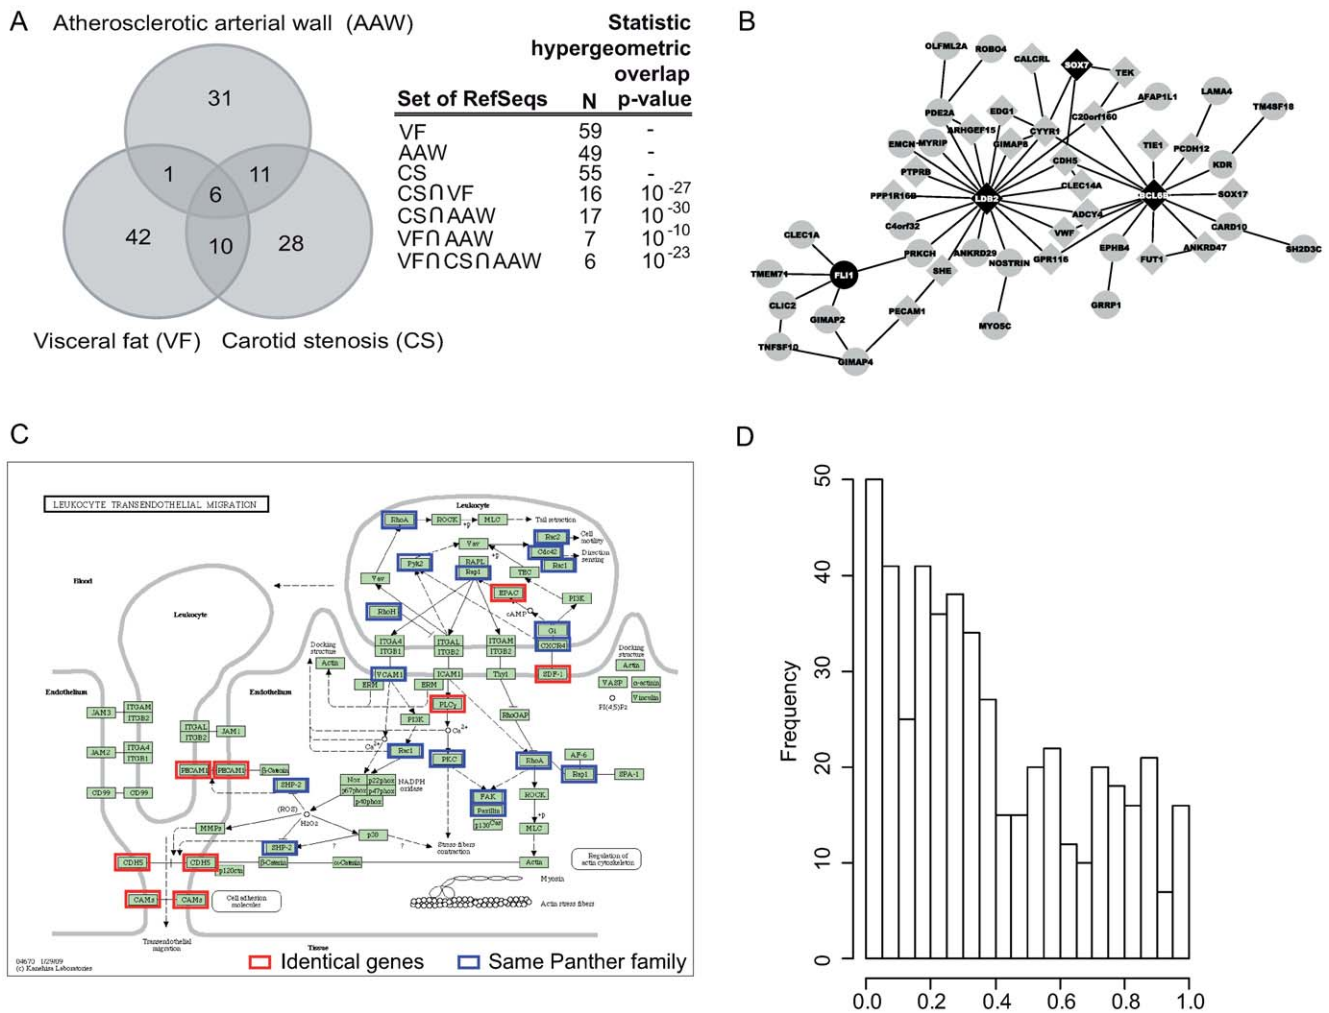 A
Atherosclerotic arterial wall (AAW)
31
1
11
6
42
10
28
Visceral fat (VF)
Carotid stenosis (CS)
Statistic
hypergeometric
overlap
Set of RefSeqs N p-value
VF 59 -
AAW 49 -
CS 55 -
CS∩VF 16 10-27
CS∩AAW 17 10-30
VF∩AAW 7 10-10
VF∩CS∩AAW 6 10-23
B
OLFML2A
ROBO4
CALCRL
SOX7
TEK
LAMA4
AFAP1L1
TM4SF18
PDE2A
EDG1
C20orf160
ARHGEF15
CYYR1
EMCN
MYRIP
GIMAP8
TIE1
PCDH12
CDH5
KDR
PTPRB
CLEC14A
PPP1R16B
LDB2
BCL6B
SOX17
ADCY4
C4orf32
VWF
CARD10
CLEC1A
PRKCH
ANKRD29
NOSTRIN
GPR116
EPHB4
FUT1
ANKRD47
SH2D3C
TMEM71
FLI1
SHE
CLIC2
GIMAP2
PECAM1
MYO5C
GRRP1
TNFSF10
GIMAP4
C
LEUKOCYTE TRANSENDOTHELIAL MIGRATION
Leukocyte
RhoA
ROCK
+p
MLC
Tail retraction
Vav
Rac2
Cell
motility
Cdc42
Direction
sensing
Rac1
+p
Pyk2
RAPL
Rap1
TEC
Vav
EPAC
PI3K
cAMP
RhoH
Gi
CXCR4
Blood
Leukocyte
ITGA4
ITGB1
ITGAL
ITGB2
ITGAM
ITGB2
Docking
structure
Actin
VCAM1
ICAM1
Thy1
SDF-1
ERM
ERM
Docking
structure
Actin
VASP
α-actinin
Vinculin
PI(4,5)P2
Endothelium
Endothelium
JAM3
ITGAM
ITGB2
ITGAL
ITGB2
JAM1
JAM2
ITGA4
ITGB1
CD99
CD99
PLCγ
PI3K
Ca2+
RhoGAP
Ca2+
Rac1
PKC
RhoA
AF-6
Rap1
SPA-1
PECAM1
PECAM1
β-Catenin
SHP-2
Nox
p22phox
p67phox
p47phox
p40phox
NADPH
oxidase
FAK
Paxillin
p130Cas
ROCK
+p
MLC
(ROS)
H2O2
MMPs
p38
?
?
SHP-2
Stress fibers
contraction
CDH5
CDH5
p120ctn
β-Catenin
α-Catenin
Actin
Regulation of
actin cytoskeleton
CAMs
CAMs
Cell adhesion
molecules
Myosin
Actin stress fibers
Transendothelial
migration
Tissue
04670 1/29/09
(c) Kanehisa Laboratories
Identical genes
Same Panther family
D
Frequency
50
40
30
20
10
0
0.0 0.2 0.4 0.6 0.8 1.0